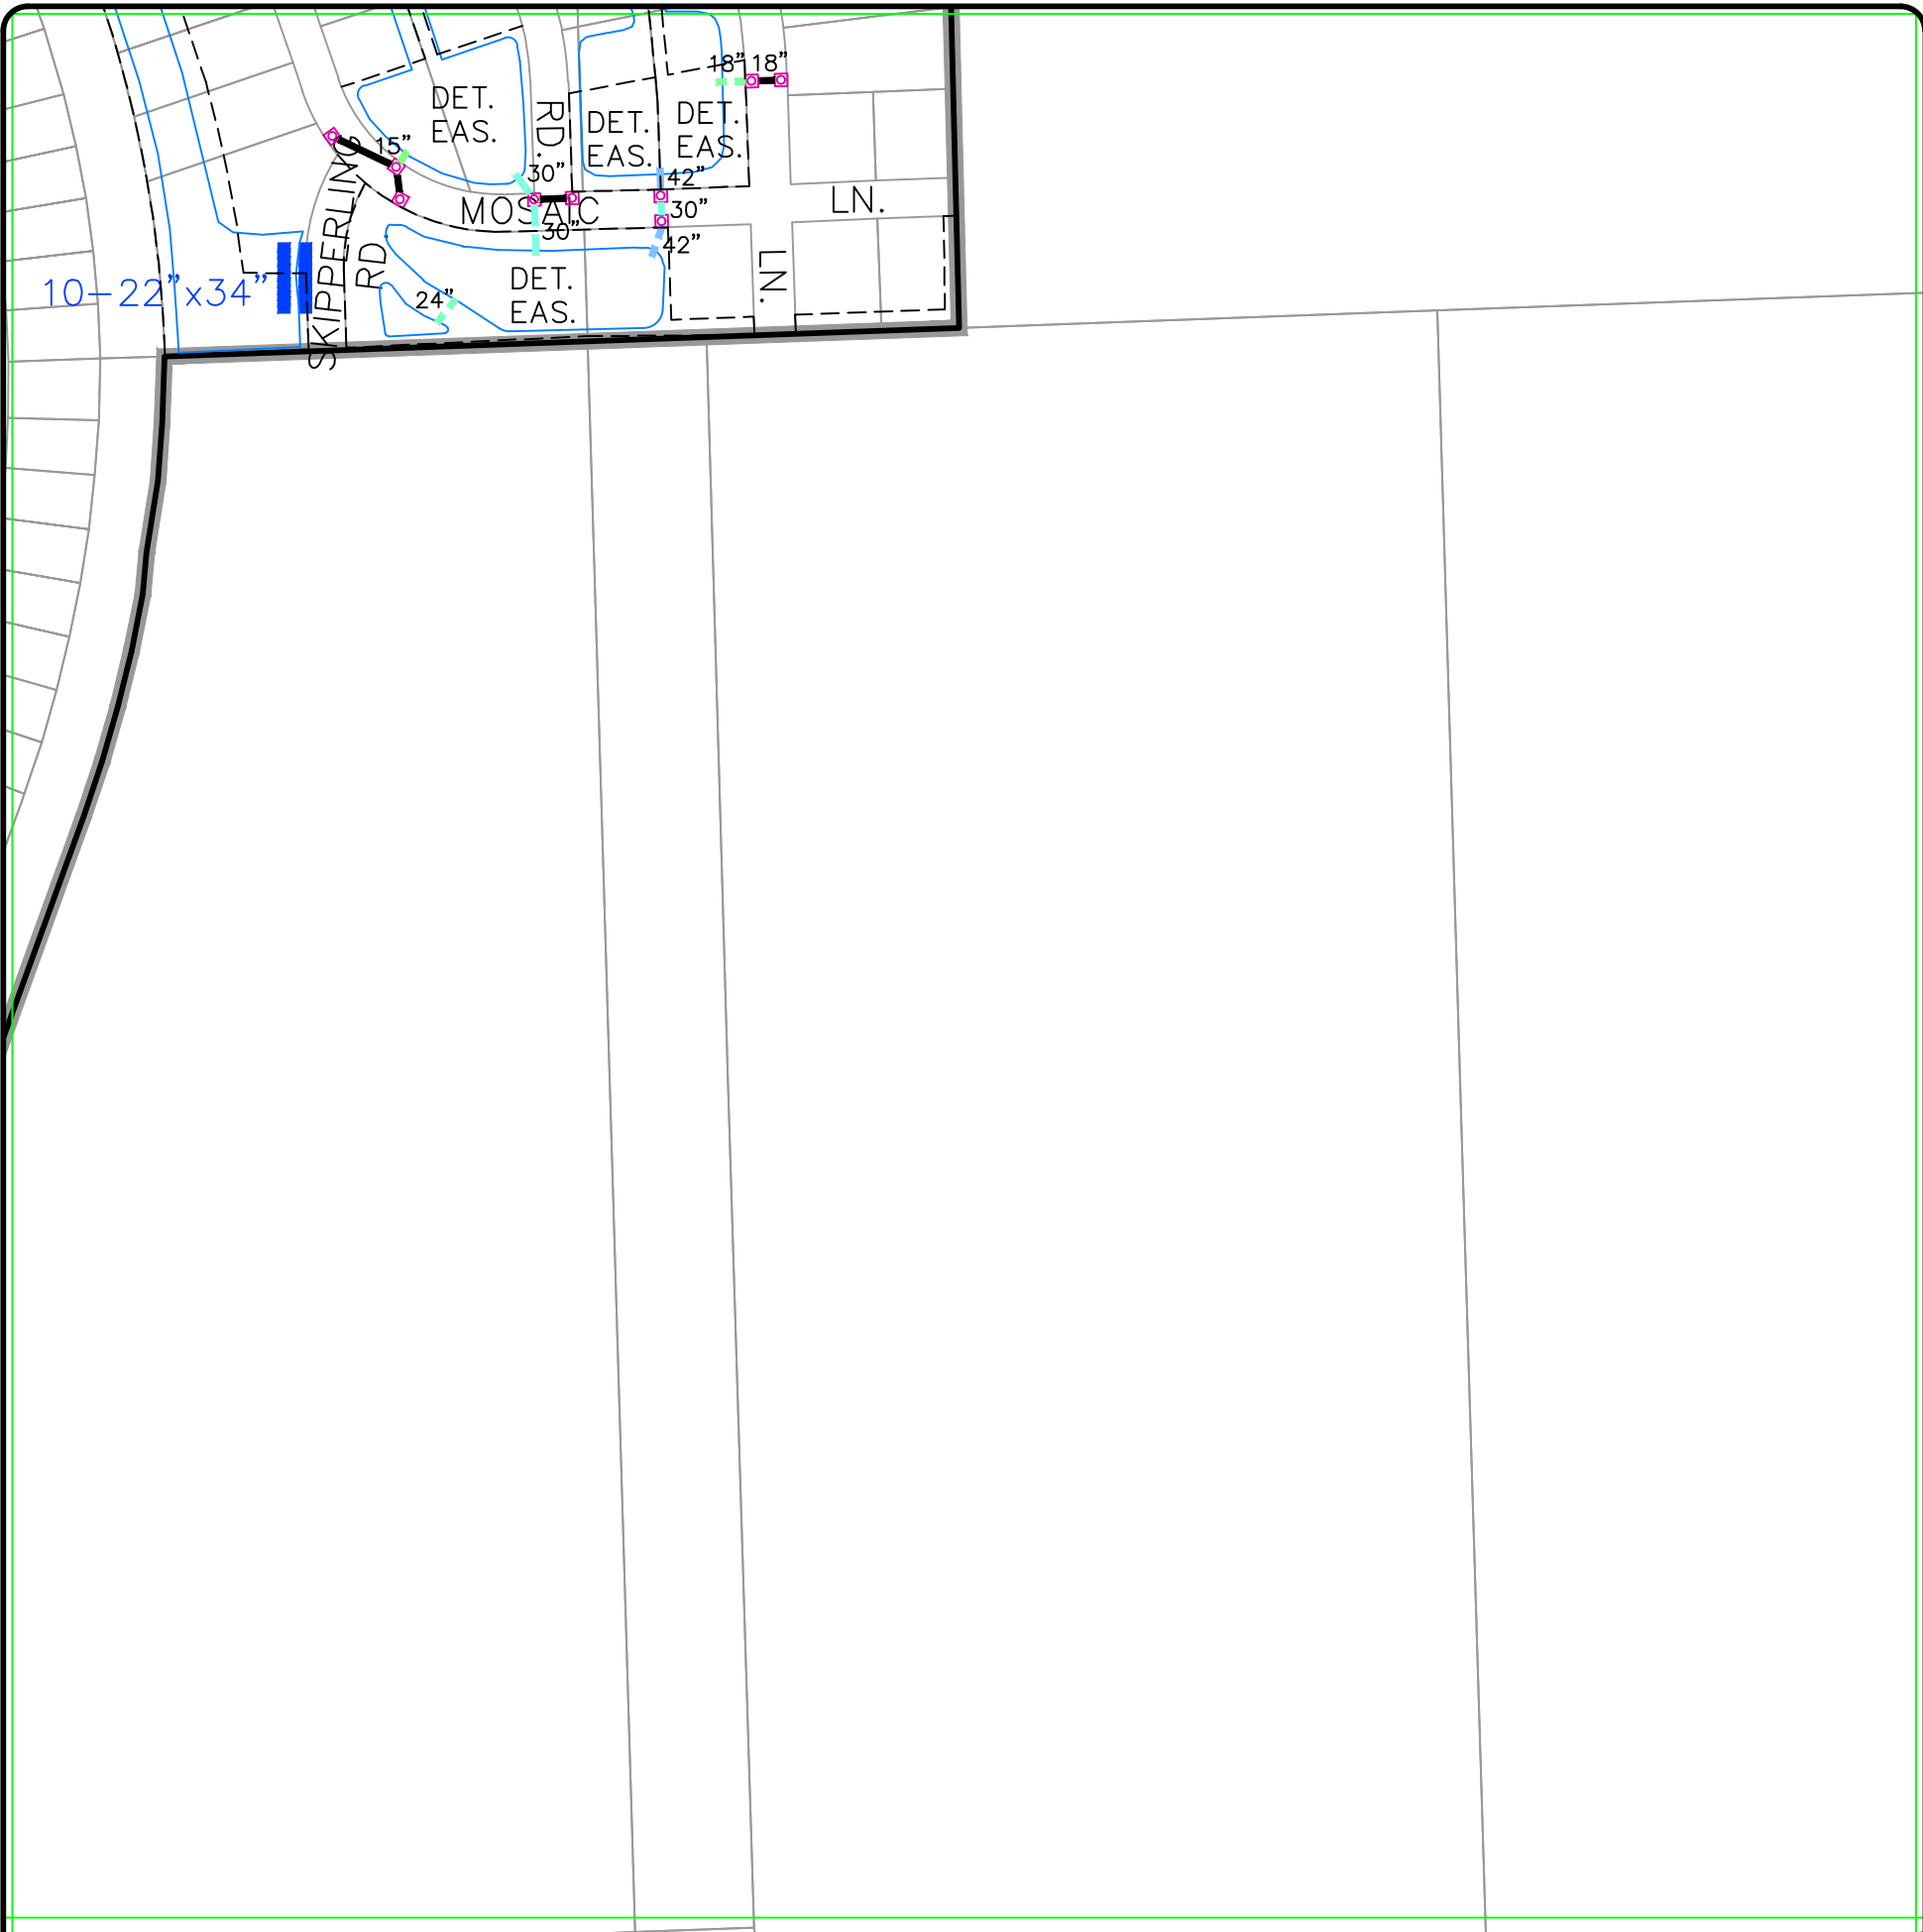 18” 18”
DET.
EAS.
RD.
DET.
EAS.
DET.
EAS.
15”
30”
42”
MOSAIC
30”
LN.
30”
42”
SKIPPERLING
RD
LN.
DET.
EAS.
10-22”x34”
24”